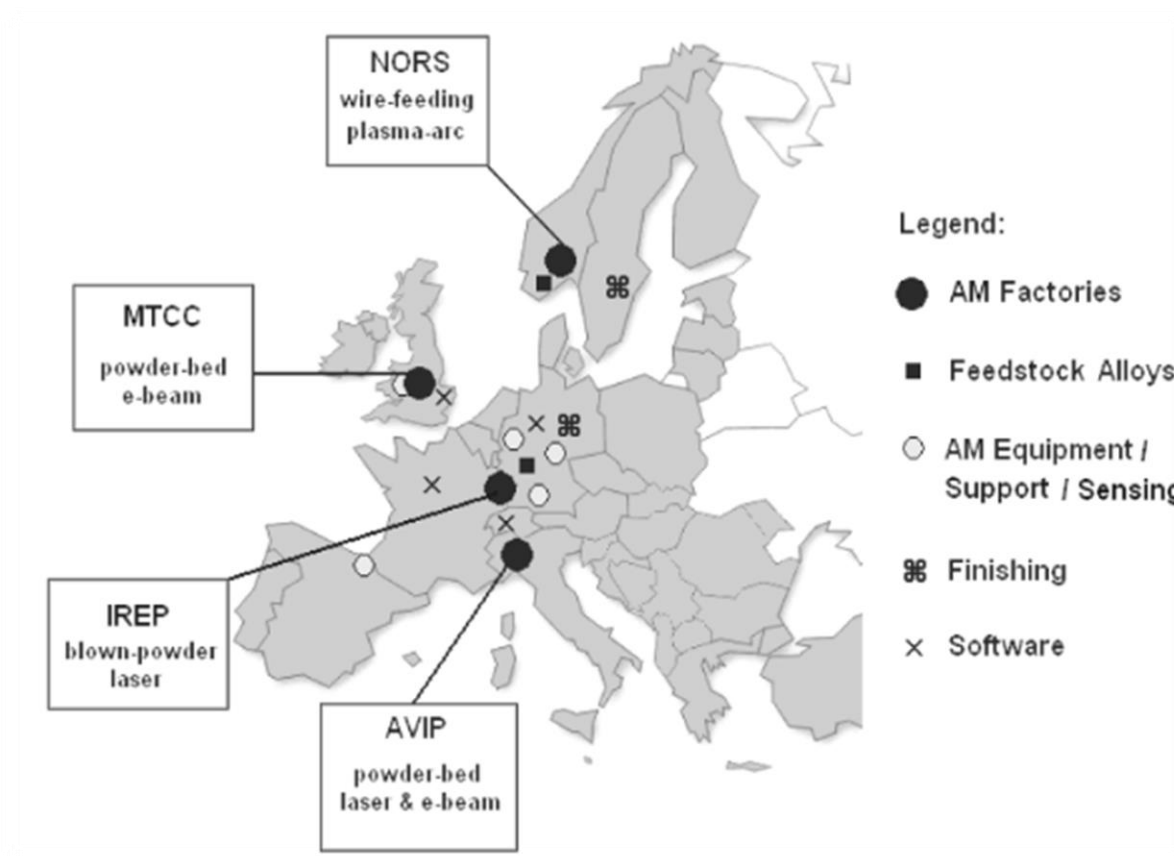 NORS
wire-feeding
plasma-arc
MTCC
powder-bed
e-beam
IREP
blown-powder
laser
AVIP
powder-bed
laser & e-beam
Legend:
AM Factories
Feedstock Alloys
AM Equipment /
Support / Sensing
Finishing
Software